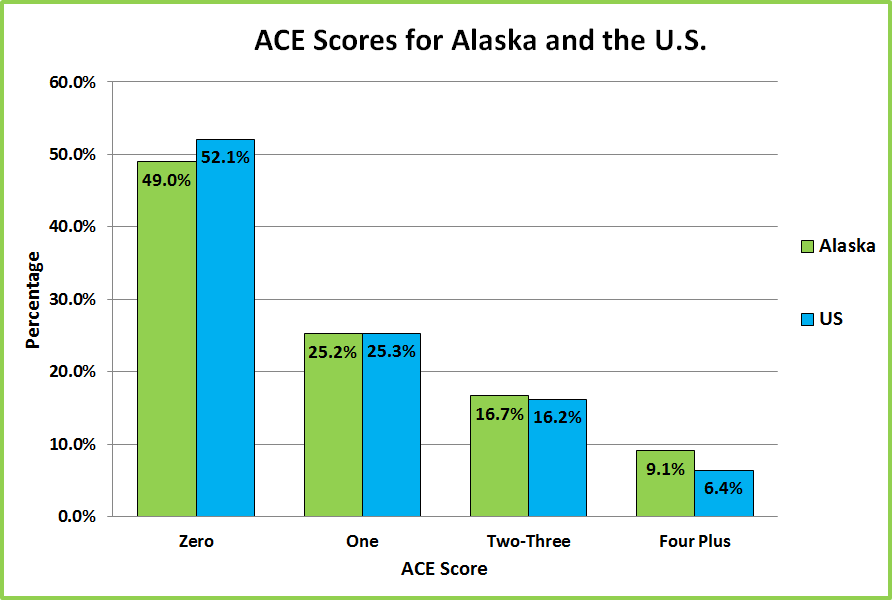 ACE Scores for Alaska and the U.S.
60.0%
50.0%
40.0%
30.0%
20.0%
10.0%
0.0%
Percentage
49.0%
52.1%
25.2%
25.3%
16.7%
16.2%
9.1%
6.4%
Zero
One
Two-Three
Four Plus
ACE Score
Alaska
US